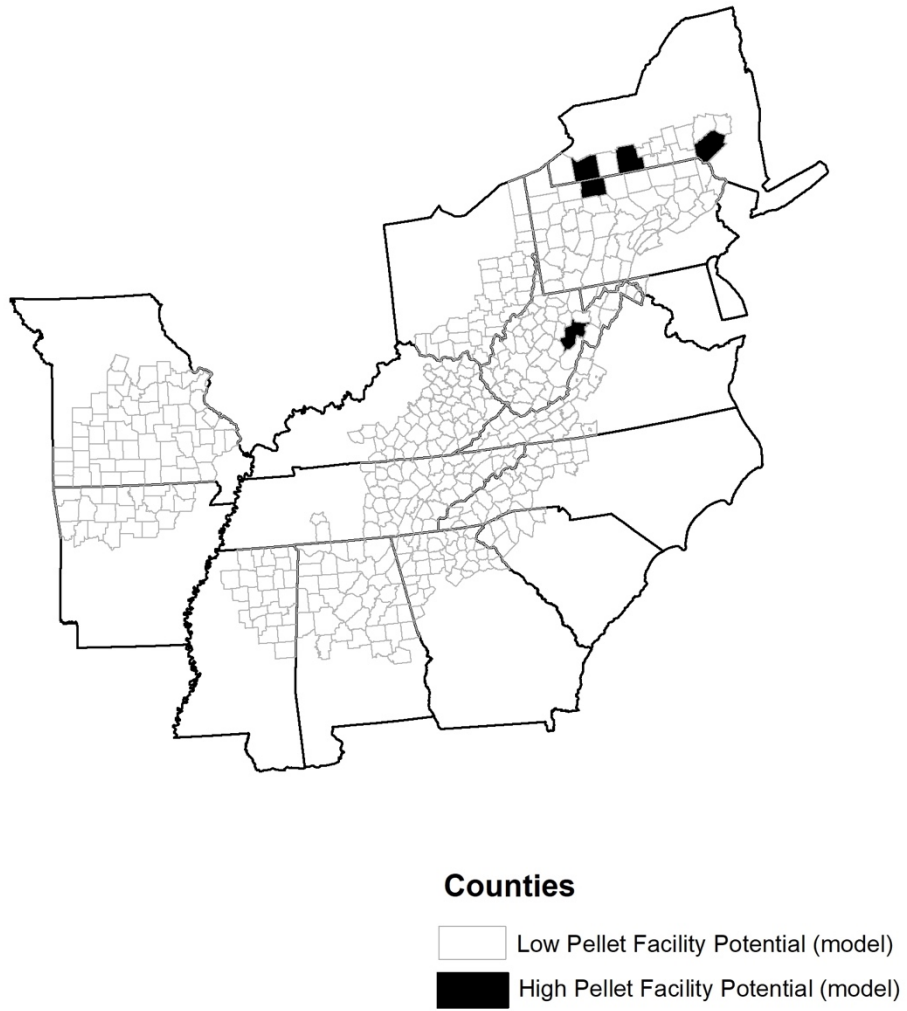 Counties
Low Pellet Facility Potential (model)
High Pellet Facility Potential (model)